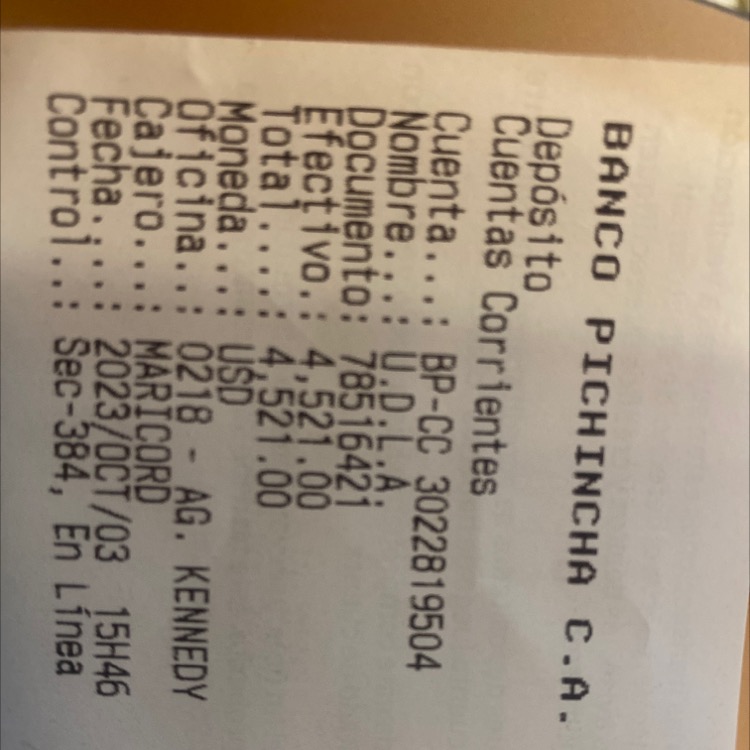 BANCO PICHINCHA C.A.
Depósito
Cuentas Corrientes
Cuenta...: BP-CC 3022819504
Nombre...: U.D.L.A.
Documento: 78516421
Efectivo.: 4,521.00
Total....: 4,521.00
Moneda...: USD
Oficina..: 0218 - AG. KENNEDY
Cajero...: MARICORD
Fecha....: 2023/OCT/03 15H46
Control..: Sec-384, En Línea